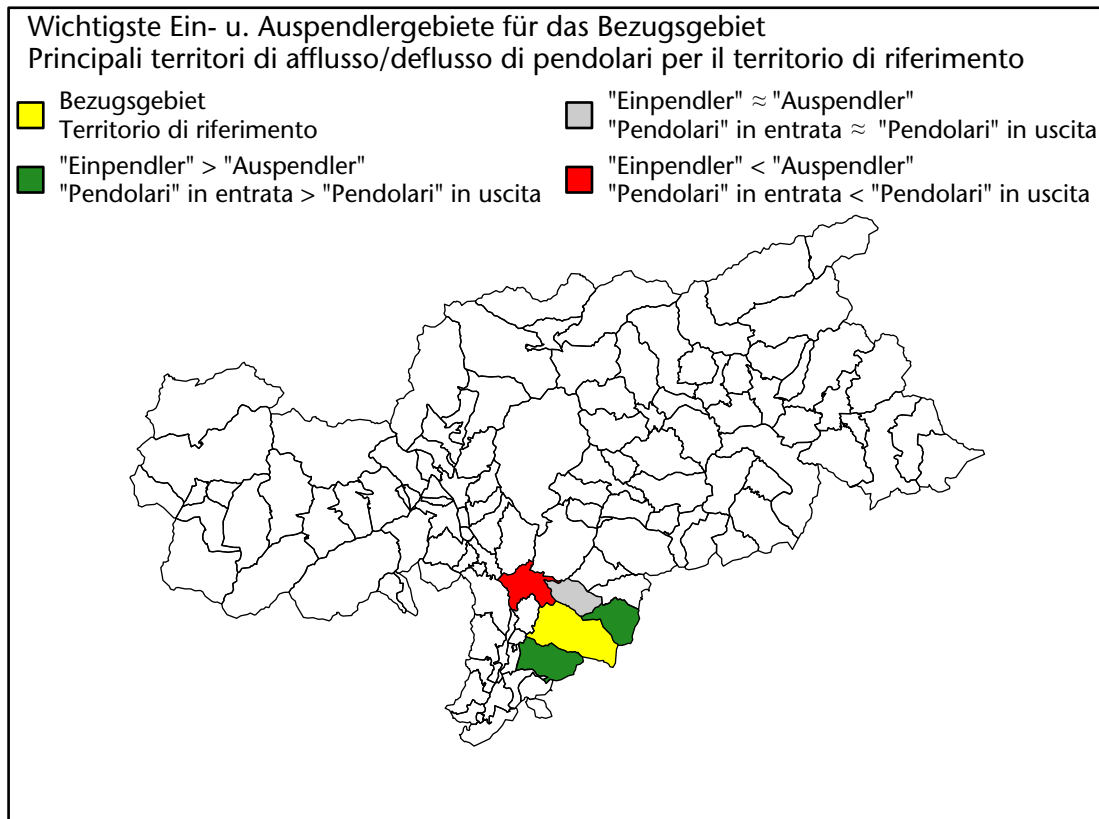 Wichtigste Ein- u. Auspendlergebiete für das Bezugsgebiet
Principali territori di afflusso/deflusso di pendolari per il territorio di riferimento
Bezugsgebiet
Territorio di riferimento
"Einpendler" > "Auspendler"
"Pendolari" in entrata > "Pendolari" in uscita
"Einpendler" ≈ "Auspendler"
"Pendolari" in entrata ≈ "Pendolari" in uscita
"Einpendler" < "Auspendler"
"Pendolari" in entrata < "Pendolari" in uscita